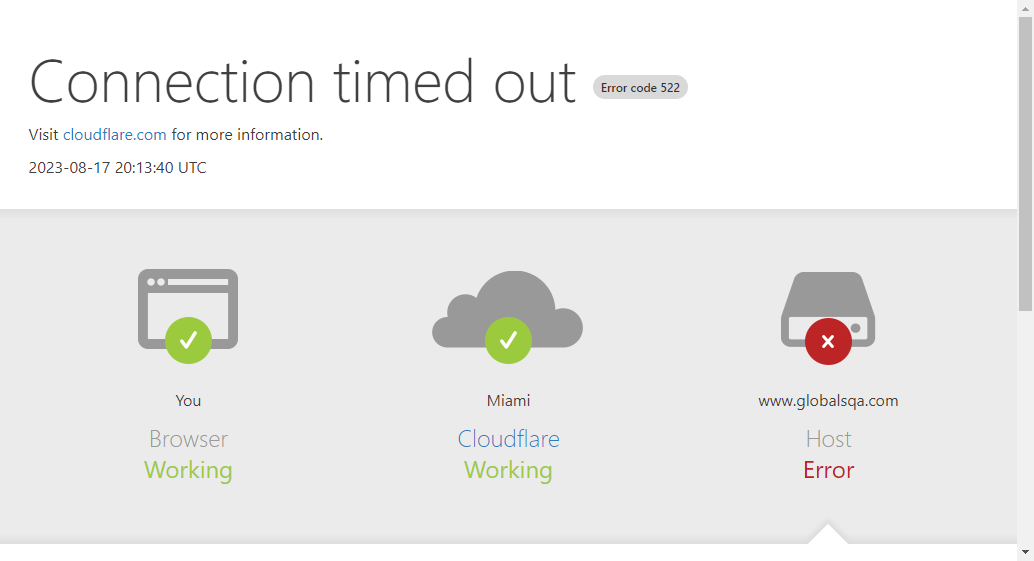 Connection timed out Error code 522
Visit cloudflare.com for more information.
2023-08-17 20:13:40 UTC
You
Browser
Working
Miami
Cloudflare
Working
www.globalsqa.com
Host
Error